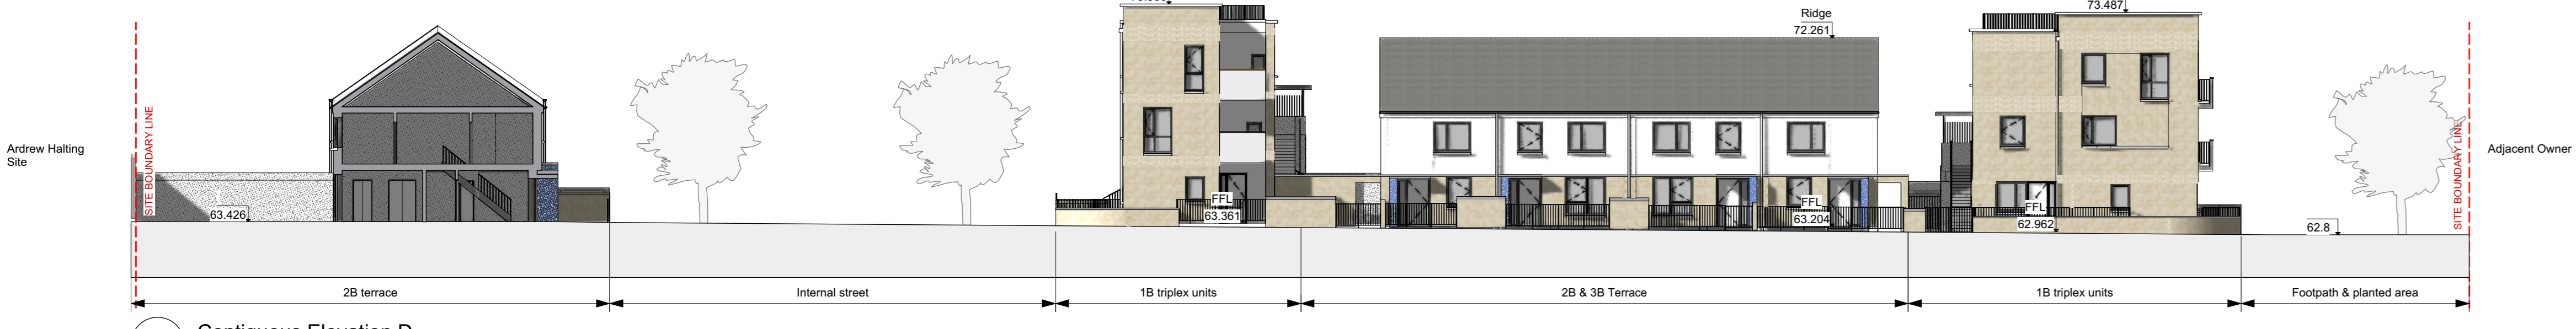 73.487
Ridge
72.261
Ardrew Halting
Site
SITE BOUNDARY LINE
63.426
FFL
63.361
FFL
63.204
FFL
62.962
62.8
SITE BOUNDARY LINE
Adjacent Owner
2B terrace
Internal street
1B triplex units
2B & 3B Terrace
1B triplex units
Footpath & planted area
Contiguous Elevation D